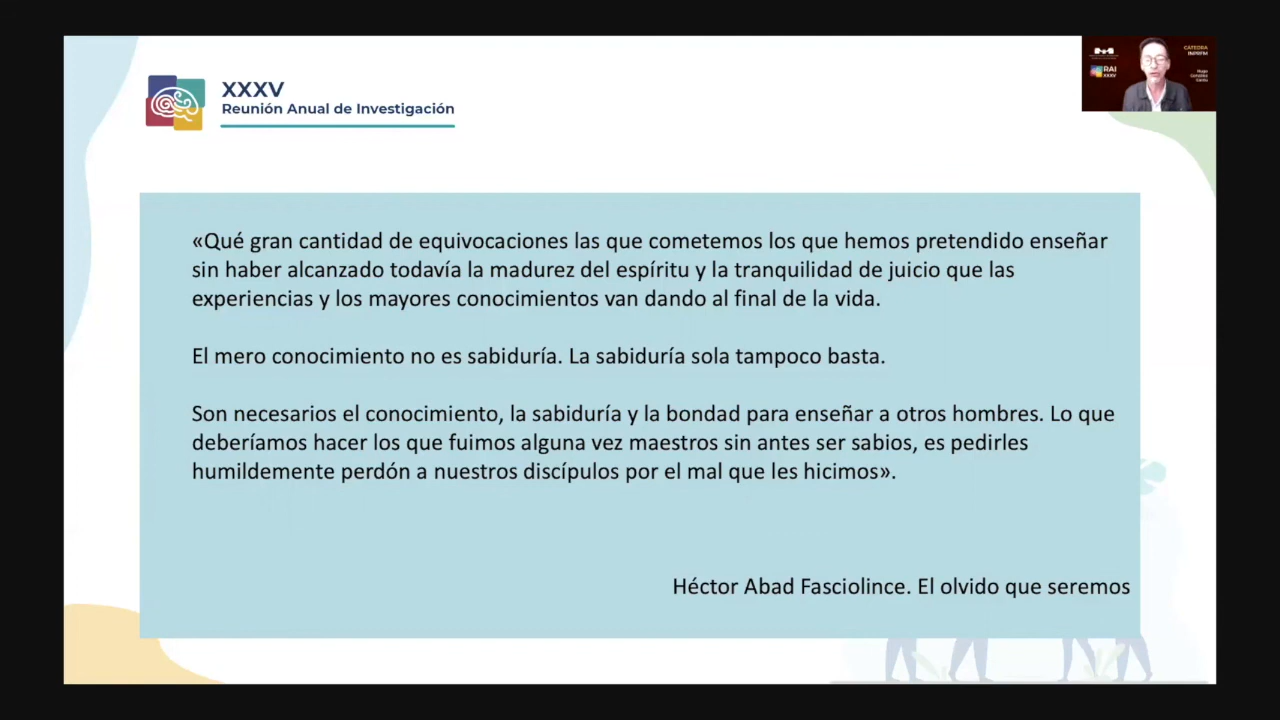 XXXV
Reunión Anual de Investigación
CÁTEDRA
RAI
XXXV
«Qué gran cantidad de equivocaciones las que cometemos los que hemos pretendido enseñar
sin haber alcanzado todavía la madurez del espíritu y la tranquilidad de juicio que las
experiencias y los mayores conocimientos van dando al final de la vida.
El mero conocimiento no es sabiduría. La sabiduría sola tampoco basta.
Son necesarios el conocimiento, la sabiduría y la bondad para enseñar a otros hombres. Lo que
deberíamos hacer los que fuimos alguna vez maestros sin antes ser sabios, es pedirles
humildemente perdón a nuestros discípulos por el mal que les hicimos».
Héctor Abad Fasciolince. El olvido que seremos